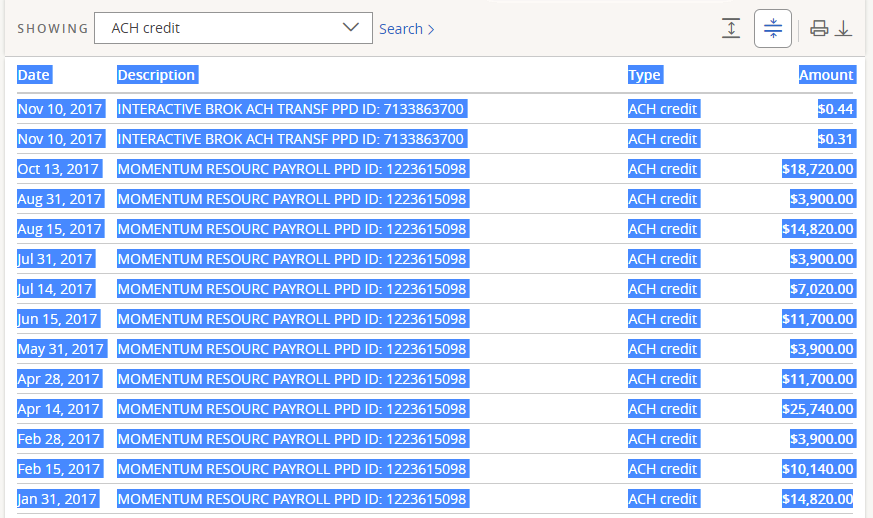 SHOWING ACH credit Search >
Date Description Type Amount
Nov 10, 2017 INTERACTIVE BROK ACH TRANSF PPD ID: 7133863700 ACH credit $0.44
Nov 10, 2017 INTERACTIVE BROK ACH TRANSF PPD ID: 7133863700 ACH credit $0.31
Oct 13, 2017 MOMENTUM RESOURC PAYROLL PPD ID: 1223615098 ACH credit $18,720.00
Aug 31, 2017 MOMENTUM RESOURC PAYROLL PPD ID: 1223615098 ACH credit $3,900.00
Aug 15, 2017 MOMENTUM RESOURC PAYROLL PPD ID: 1223615098 ACH credit $14,820.00
Jul 31, 2017 MOMENTUM RESOURC PAYROLL PPD ID: 1223615098 ACH credit $3,900.00
Jul 14, 2017 MOMENTUM RESOURC PAYROLL PPD ID: 1223615098 ACH credit $7,020.00
Jun 15, 2017 MOMENTUM RESOURC PAYROLL PPD ID: 1223615098 ACH credit $11,700.00
May 31, 2017 MOMENTUM RESOURC PAYROLL PPD ID: 1223615098 ACH credit $3,900.00
Apr 28, 2017 MOMENTUM RESOURC PAYROLL PPD ID: 1223615098 ACH credit $11,700.00
Apr 14, 2017 MOMENTUM RESOURC PAYROLL PPD ID: 1223615098 ACH credit $25,740.00
Feb 28, 2017 MOMENTUM RESOURC PAYROLL PPD ID: 1223615098 ACH credit $3,900.00
Feb 15, 2017 MOMENTUM RESOURC PAYROLL PPD ID: 1223615098 ACH credit $10,140.00
Jan 31, 2017 MOMENTUM RESOURC PAYROLL PPD ID: 1223615098 ACH credit $14,820.00